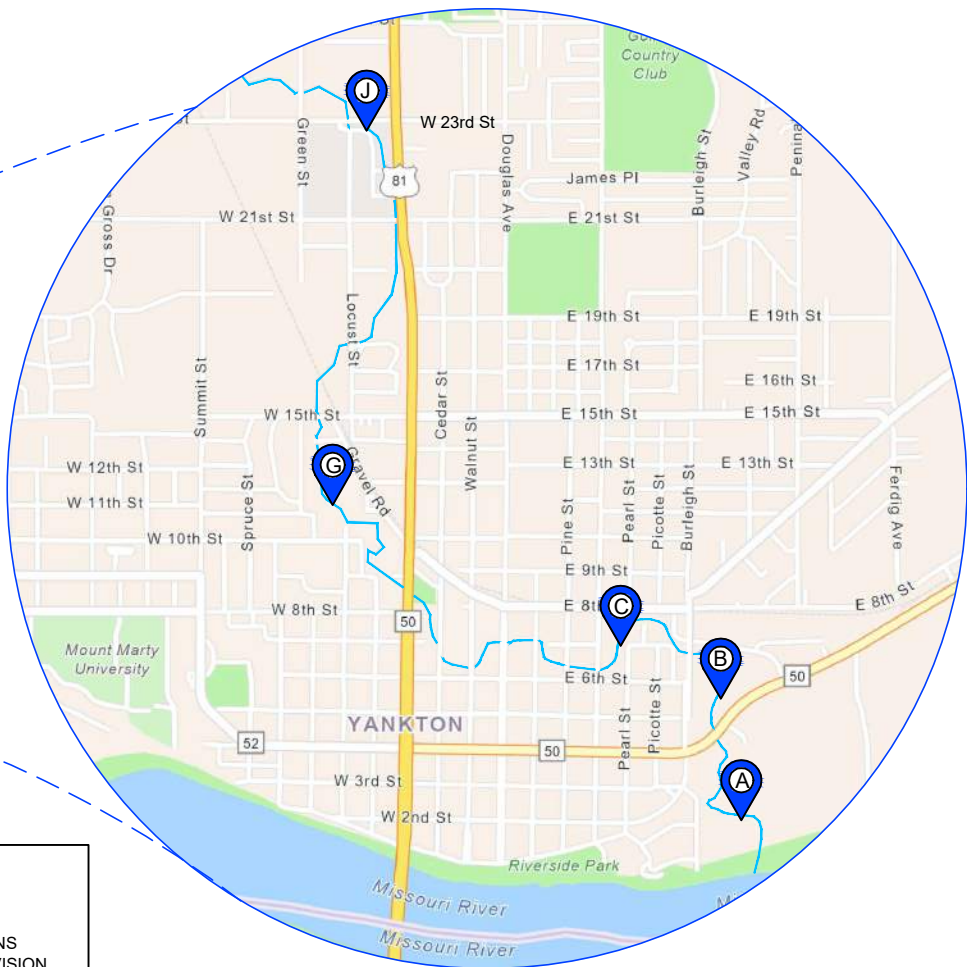 Country
Club
J
W 23rd St
Green St
Douglas Ave
Burleigh St
Valley Rd
81
James Pl
Gross Dr
W 21st St
E 21st St
Locust St
E 19th St
E 19th St
Summit St
Cedar St
E 17th St
E 16th St
W 15th St
E 15th St
E 15th St
Walnut St
W 12th St
G
Gravel Rd
E 13th St
E 13th St
Pearl St
Picotte St
Burleigh St
Ferdig Ave
W 11th St
Spruce St
Pine St
W 10th St
E 9th St
W 8th St
E 8th
C
E 8th St
50
Mount Marty
University
B
E 6th St
50
Picotte St
YANKTON
Pearl St
52
50
W 3rd St
A
W 2nd St
Riverside Park
Missouri River
Missouri River